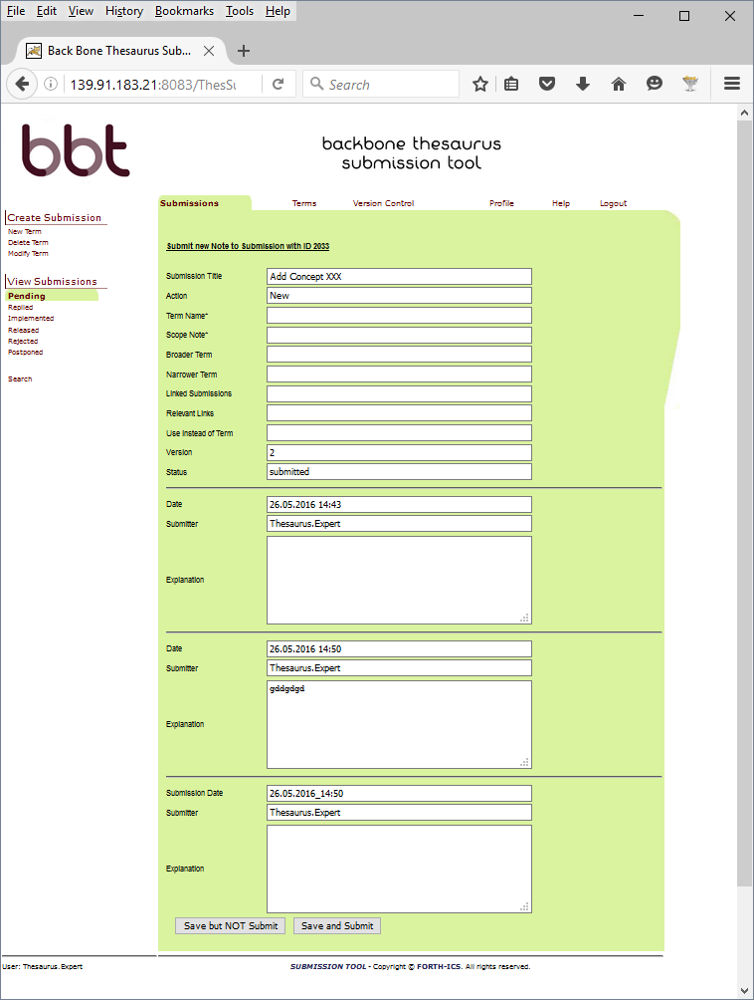 File Edit View History Bookmarks Tools Help
Back Bone Thesaurus Sub...
139.91.183.21:8083/ThesSu
Search
bbt
backbone thesaurus
submission tool
Submissions Terms Version Control Profile Help Logout
Create Submission
New Term
Delete Term
Modify Term
View Submissions
Pending
Replied
Implemented
Released
Rejected
Postponed
Search
Submit new Note to Submission with ID 2033
Submission Title Add Concept XXX
Action New
Term Name*
Scope Note*
Broader Term
Narrower Term
Linked Submissions
Relevant Links
Use Instead of Term
Version 2
Status submitted
Date 26.05.2016 14:43
Submitter Thesaurus.Expert
Explanation
Date 26.05.2016 14:50
Submitter Thesaurus.Expert
gddgdgd
Explanation
Submission Date 26.05.2016_14:50
Submitter Thesaurus.Expert
Explanation
Save but NOT Submit Save and Submit
User: Thesaurus.Expert SUBMISSION TOOL - Copyright © FORTH-ICS. All rights reserved.